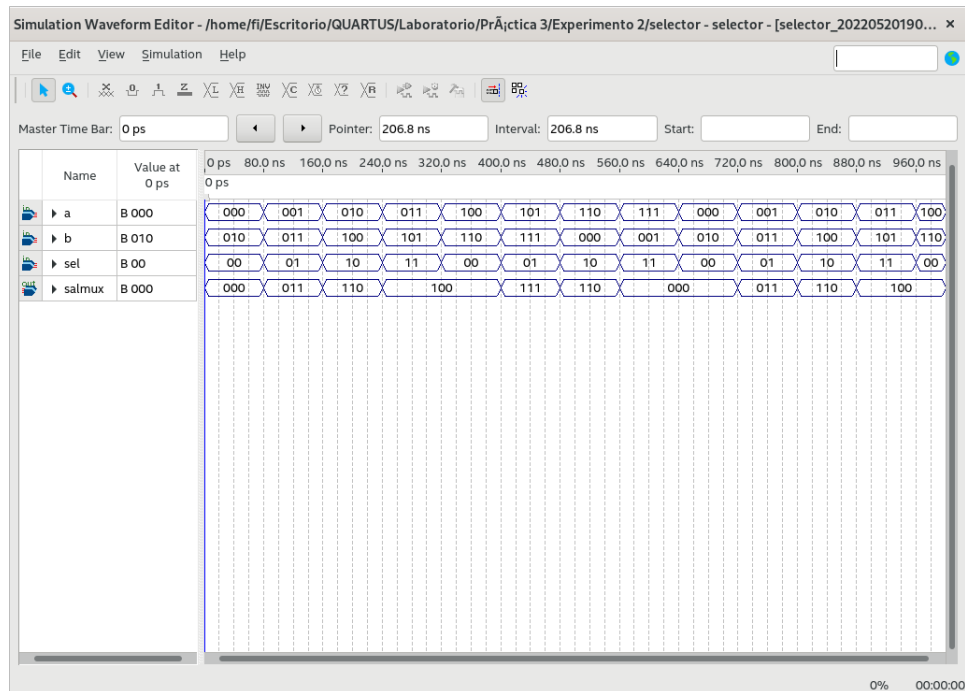 Simulation Waveform Editor - /home/fi/Escritorio/QUARTUS/Laboratorio/PrÃ¡ctica 3/Experimento 2/selector - selector - [selector_20220520190... ×
File Edit View Simulation Help
Master Time Bar: 0 ps Pointer: 206.8 ns Interval: 206.8 ns Start: End:
Name Value at 0 ps
0 ps 80.0 ns 160.0 ns 240.0 ns 320.0 ns 400.0 ns 480.0 ns 560.0 ns 640.0 ns 720.0 ns 800.0 ns 880.0 ns 960.0 ns
0 ps
a B 000 000 001 010 011 100 101 110 111 000 001 010 011 100
b B 010 010 011 100 101 110 111 000 001 010 011 100 101 110
sel B 00 00 01 10 11 00 01 10 11 00 01 10 11 00
salmux B 000 000 011 110 100 111 110 000 011 110 100
0% 00:00:00